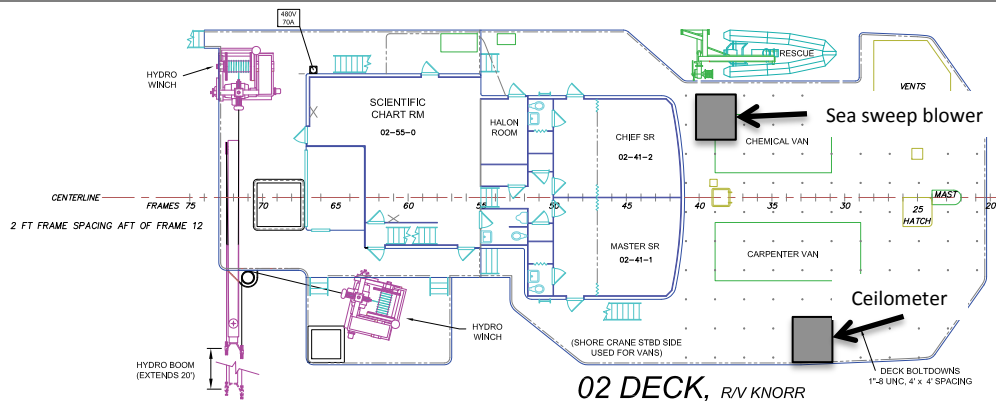 480V
70A
HYDRO
WINCH
SCIENTIFIC
CHART RM
02-55-0
HALON
ROOM
CHIEF SR
02-41-2
RESCUE
VENTS
Sea sweep blower
CHEMICAL VAN
CENTERLINE
FRAMES 75 70 65 60 55 50 45 40 35 30 25 20
HATCH
MAST
2 FT FRAME SPACING AFT OF FRAME 12
MASTER SR
02-41-1
CARPENTER VAN
Ceilometer
HYDRO
WINCH
(SHORE CRANE STBD SIDE
USED FOR VANS)
HYDRO BOOM
(EXTENDS 20')
DECK BOLTDOWNS
1"-8 UNC, 4' x 4' SPACING
02 DECK, R/V KNORR